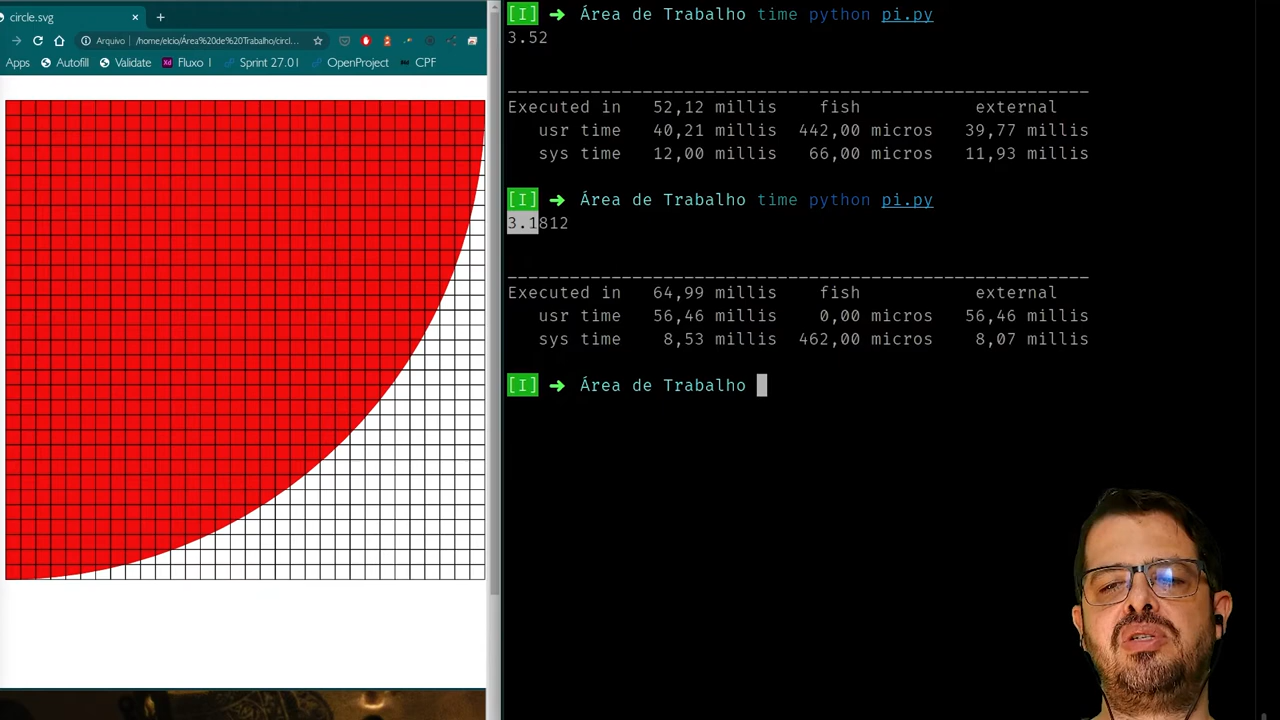 circle.svg
Arquivo /home/elcio/Área%20de%20Trabalho/circl...
Apps Autofill Validate Fluxo 1 Sprint 27.01 OpenProject CPF
[I] ➜ Área de Trabalho time python pi.py
3.52
Executed in 52,12 millis fish external
usr time 40,21 millis 442,00 micros 39,77 millis
sys time 12,00 millis 66,00 micros 11,93 millis
[I] ➜ Área de Trabalho time python pi.py
3.1812
Executed in 64,99 millis fish external
usr time 56,46 millis 0,00 micros 56,46 millis
sys time 8,53 millis 462,00 micros 8,07 millis
[I] ➜ Área de Trabalho